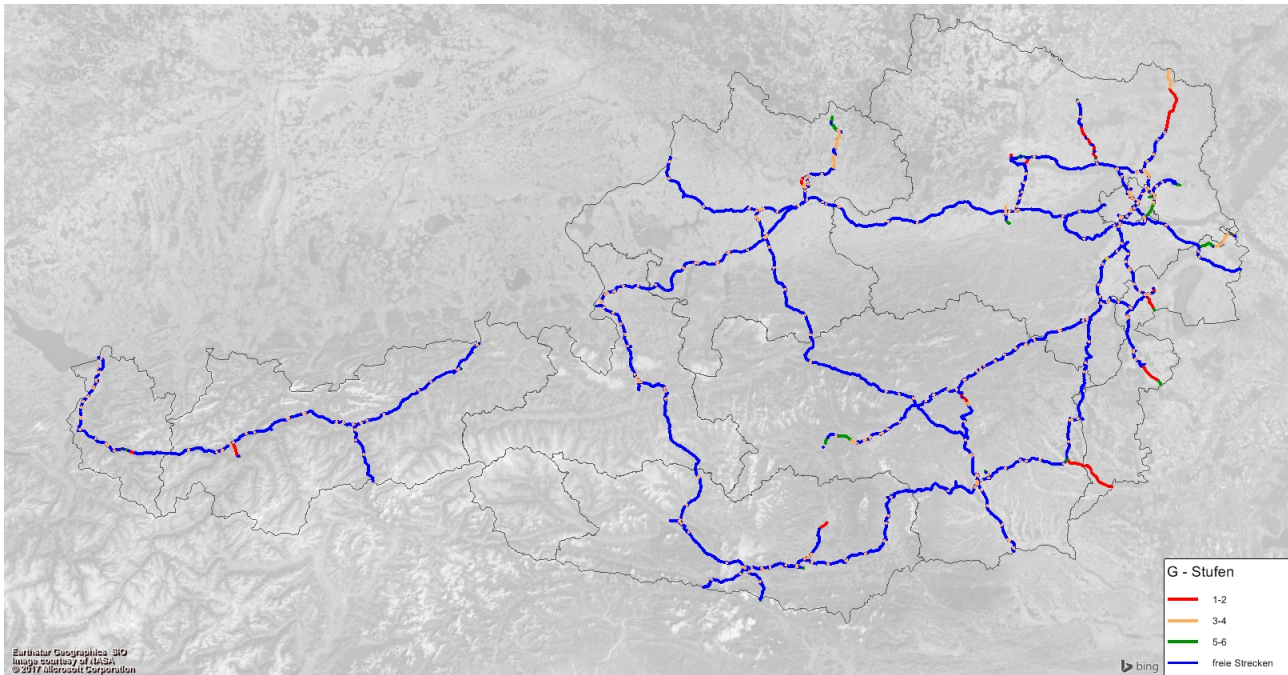 G - Stufen
1-2
3-4
5-6
freie Strecken
Earthstar Geographics SIO
Image courtesy of NASA
© 2017 Microsoft Corporation
bing